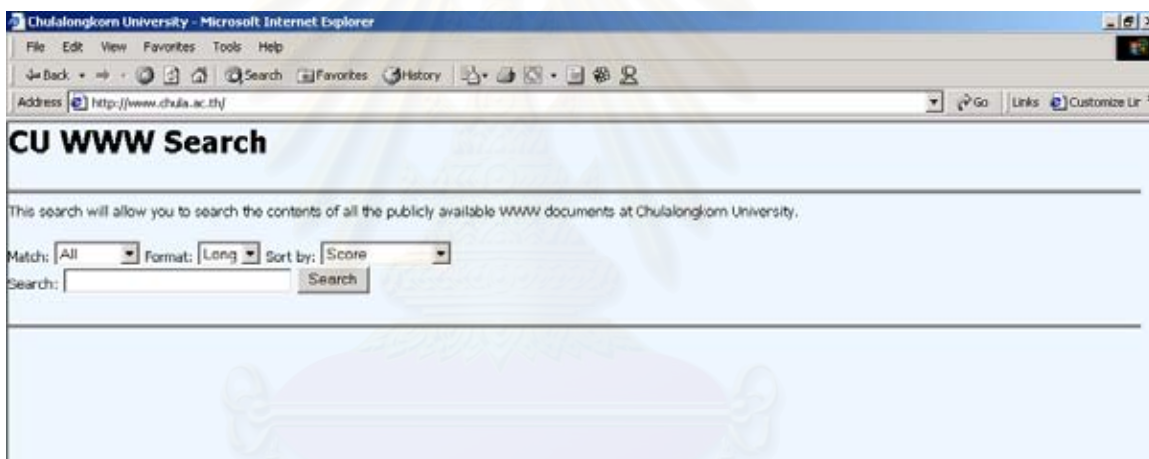 Chulalongkorn University - Microsoft Internet Explorer
File Edit View Favorites Tools Help
Back Search Favorites History
Address http://www.chula.ac.th/ Go Links Customize Lir
CU WWW Search
This search will allow you to search the contents of all the publicly available WWW documents at Chulalongkorn University.
Match: All Format: Long Sort by: Score
Search: Search